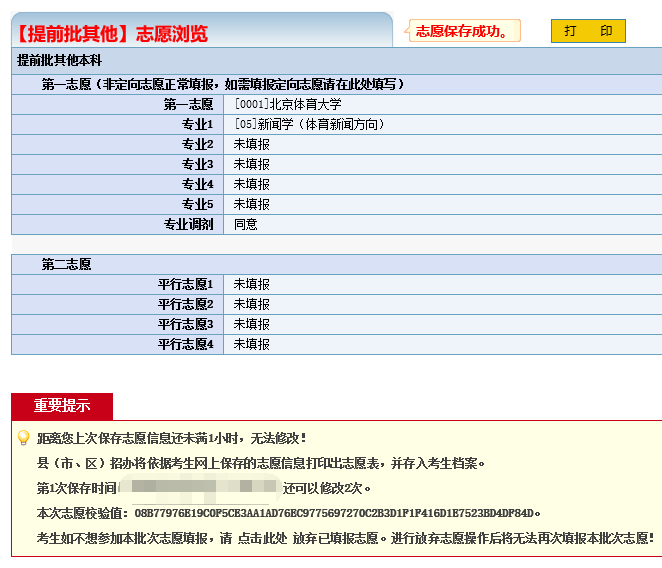 【提前批其他】志愿浏览
志愿保存成功。
打 印
提前批其他本科
第一志愿（非定向志愿正常填报，如需填报定向志愿请在此处填写）
第一志愿 [0001]北京体育大学
专业1 [05]新闻学（体育新闻方向）
专业2 未填报
专业3 未填报
专业4 未填报
专业5 未填报
专业调剂 同意
第二志愿
平行志愿1 未填报
平行志愿2 未填报
平行志愿3 未填报
平行志愿4 未填报
重要提示
距离您上次保存志愿信息还未满1小时，无法修改！
县（市、区）招办将依据考生网上保存的志愿信息打印出志愿表，并存入考生档案。
第1次保存时间 还可以修改2次。
本次志愿校验值：08B77976E19C0F5CE3AA1AD76EC9775697270C2B3D1F1F416D1E7523BD4DF84D。
考生如不想参加本批次志愿填报，请 点击此处 放弃已填报志愿。进行放弃志愿操作后将无法再次填报本批次志愿！